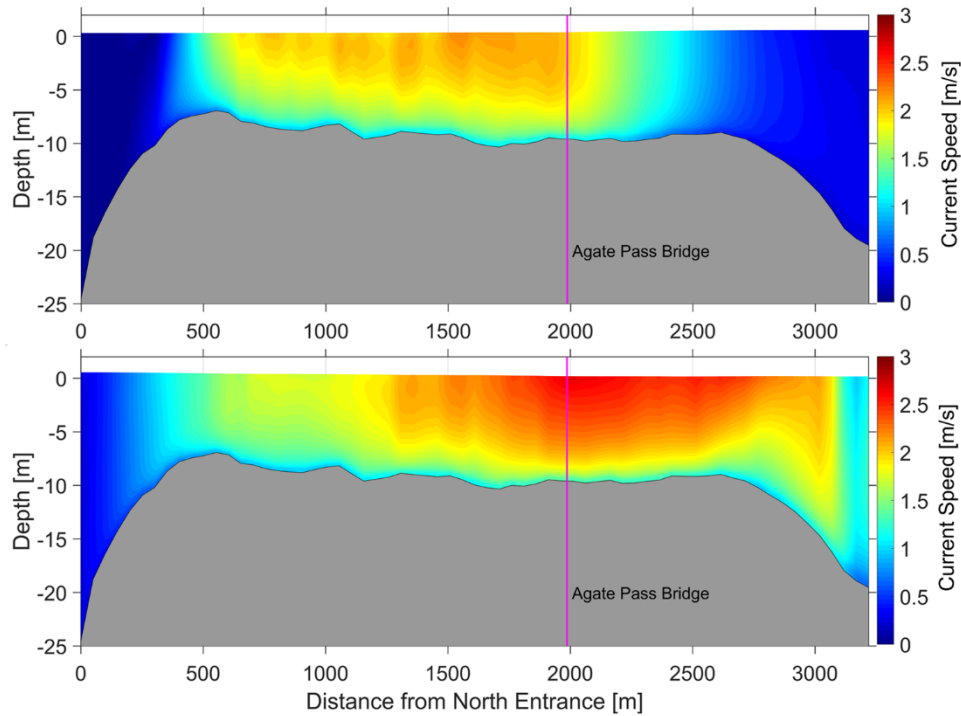 0
-5
-10
-15
-20
-25
Depth [m]
Agate Pass Bridge
0 500 1000 1500 2000 2500 3000
3
2.5
2
1.5
1
0.5
0
Current Speed [m/s]
0
-5
-10
-15
-20
-25
Depth [m]
Agate Pass Bridge
0 500 1000 1500 2000 2500 3000
Distance from North Entrance [m]
3
2.5
2
1.5
1
0.5
0
Current Speed [m/s]